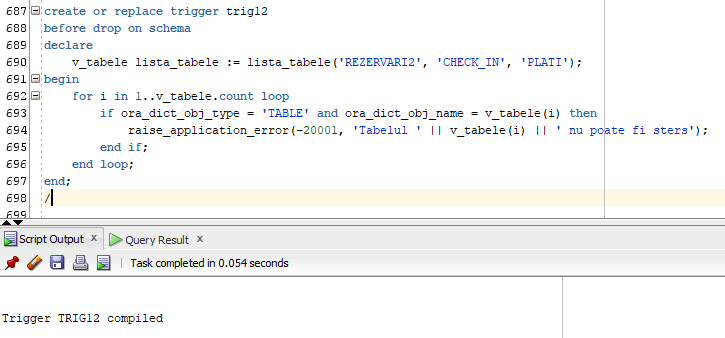 687 create or replace trigger trig12
688 before drop on schema
689 declare
690     v_tabele lista_tabele := lista_tabele('REZERVARI2', 'CHECK_IN', 'PLATI');
691 begin
692     for i in 1..v_tabele.count loop
693         if ora_dict_obj_type = 'TABLE' and ora_dict_obj_name = v_tabele(i) then
694             raise_application_error(-20001, 'Tabelul ' || v_tabele(i) || ' nu poate fi sters');
695         end if;
696     end loop;
697 end;
698 /
699
Script Output x Query Result x
Task completed in 0.054 seconds
Trigger TRIG12 compiled